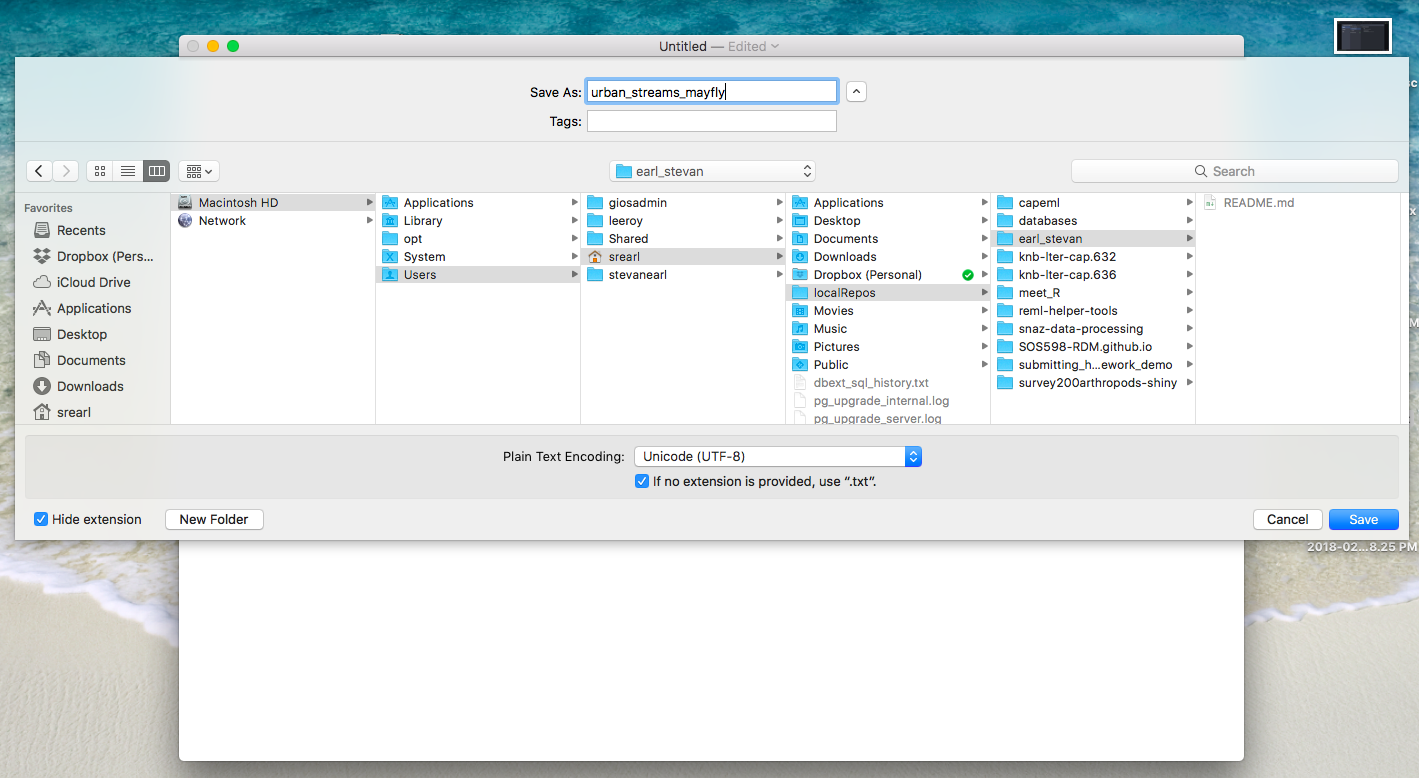 Untitled — Edited
Save As: urban_streams_mayfly
Tags:
earl_stevan
Search
Favorites
Recents
Dropbox (Pers...
iCloud Drive
Applications
Desktop
Documents
Downloads
srearl
Macintosh HD
Network
Applications
Library
opt
System
Users
giosadmin
leeroy
Shared
srearl
stevanearl
Applications
Desktop
Documents
Downloads
Dropbox (Personal)
localRepos
Movies
Music
Pictures
Public
dbext_sql_history.txt
pg_upgrade_internal.log
pg_upgrade_server.log
capeml
databases
earl_stevan
knb-lter-cap.632
knb-lter-cap.636
meet_R
reml-helper-tools
snaz-data-processing
SOS598-RDM.github.io
submitting_h...ework_demo
survey200arthropods-shiny
README.md
Plain Text Encoding: Unicode (UTF-8)
If no extension is provided, use “.txt”.
Hide extension
New Folder
Cancel
Save
2018-02...8.25 PM